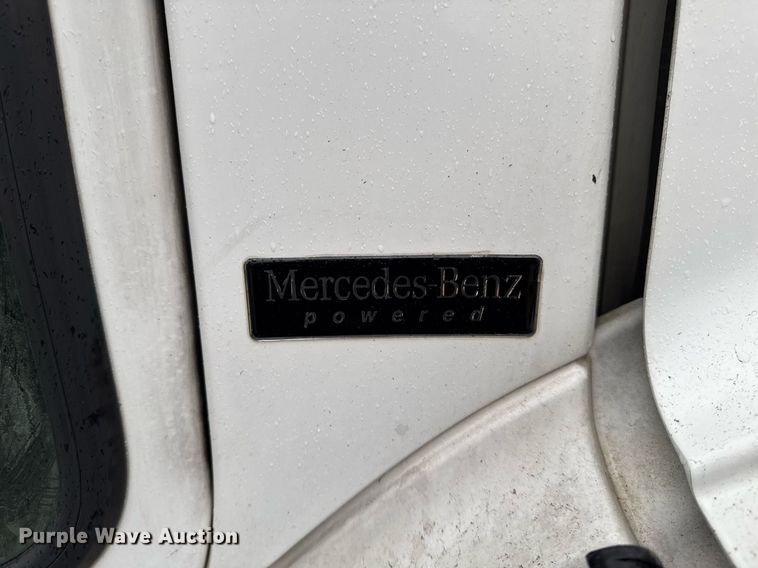 Mercedes-Benz
powered
Purple Wave Auction